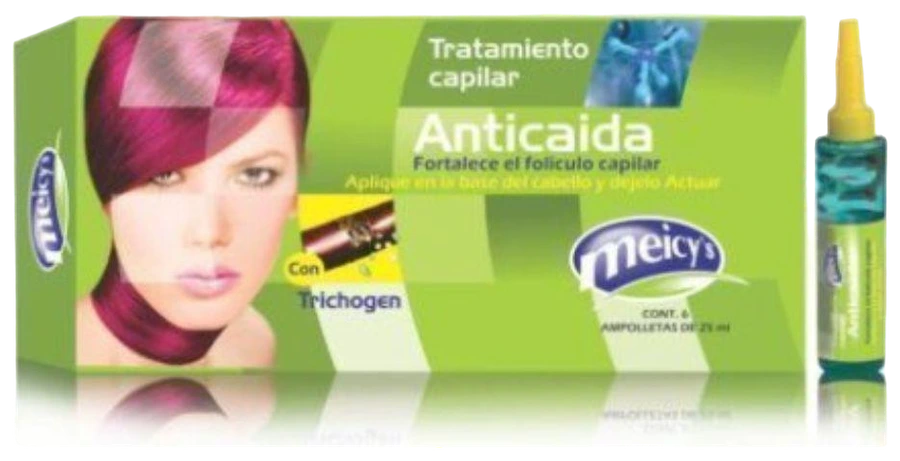 Tratamiento
capilar
Anticaida
Fortalece el foliculo capilar
Aplique en la base del cabello y dejelo Actuar
meicy's
Con
Trichogen
meicy's
CONT. 6
AMPOLLETAS DE 25 ml